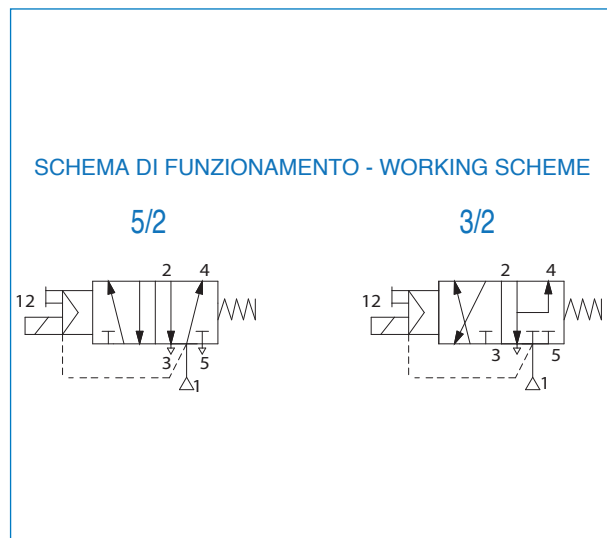 SCHEMA DI FUNZIONAMENTO - WORKING SCHEME
5/2 3/2
2 4 2 4
12 12
3 5 3 5
1 1